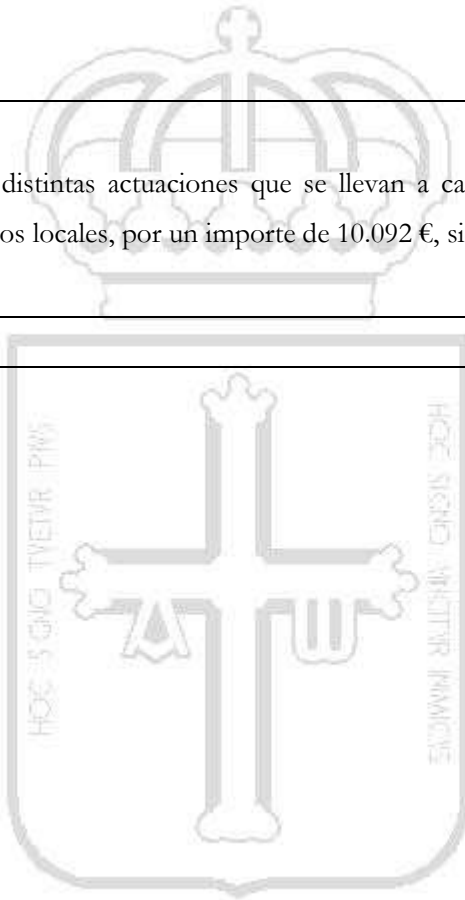 distintas actuaciones que se llevan a ca
os locales, por un importe de 10.092 €, si
HOC SIGNO TVETVR PIVS
HOC SIGNO VINCITVR INIMICVS
A